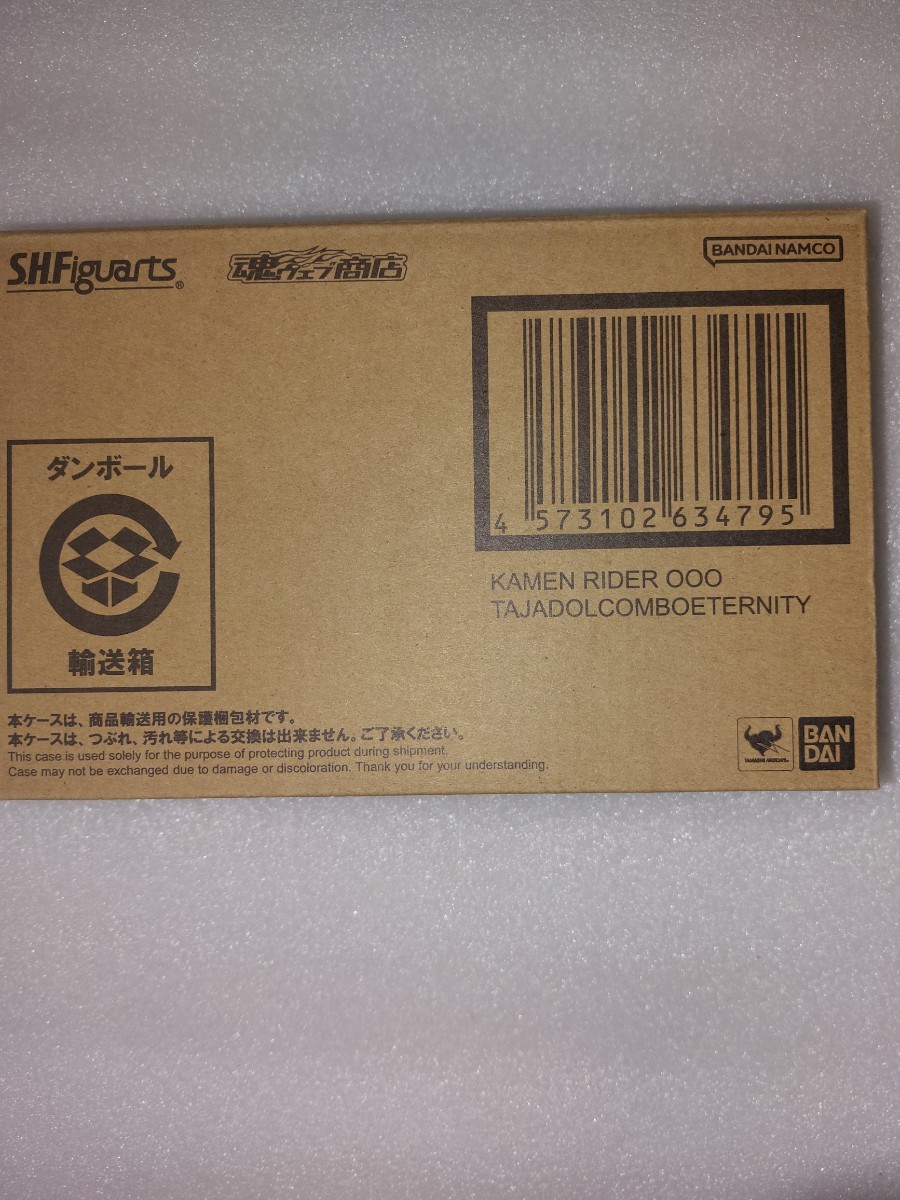 S.H.Figuarts®
魂ウェブ商店
BANDAI NAMCO
4 573102 634795
KAMEN RIDER OOO
TAJADOLCOMBOETERNITY
ダンボール
輸送箱
本ケースは、商品輸送用の保護梱包材です。
本ケースは、つぶれ、汚れ等による交換は出来ません。ご了承ください。
This case is used solely for the purpose of protecting product during shipment.
Case may not be exchanged due to damage or discoloration. Thank you for your understanding.
TAMASHII NATIONS
BAN
DAI